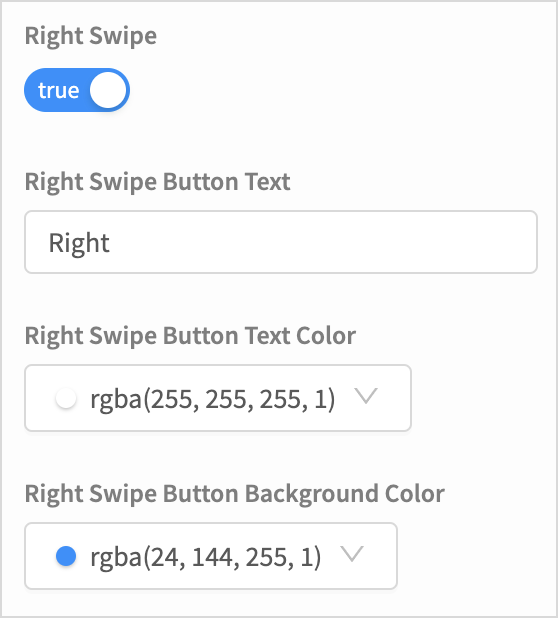 Right Swipe
true
Right Swipe Button Text
Right
Right Swipe Button Text Color
rgba(255, 255, 255, 1)
Right Swipe Button Background Color
rgba(24, 144, 255, 1)